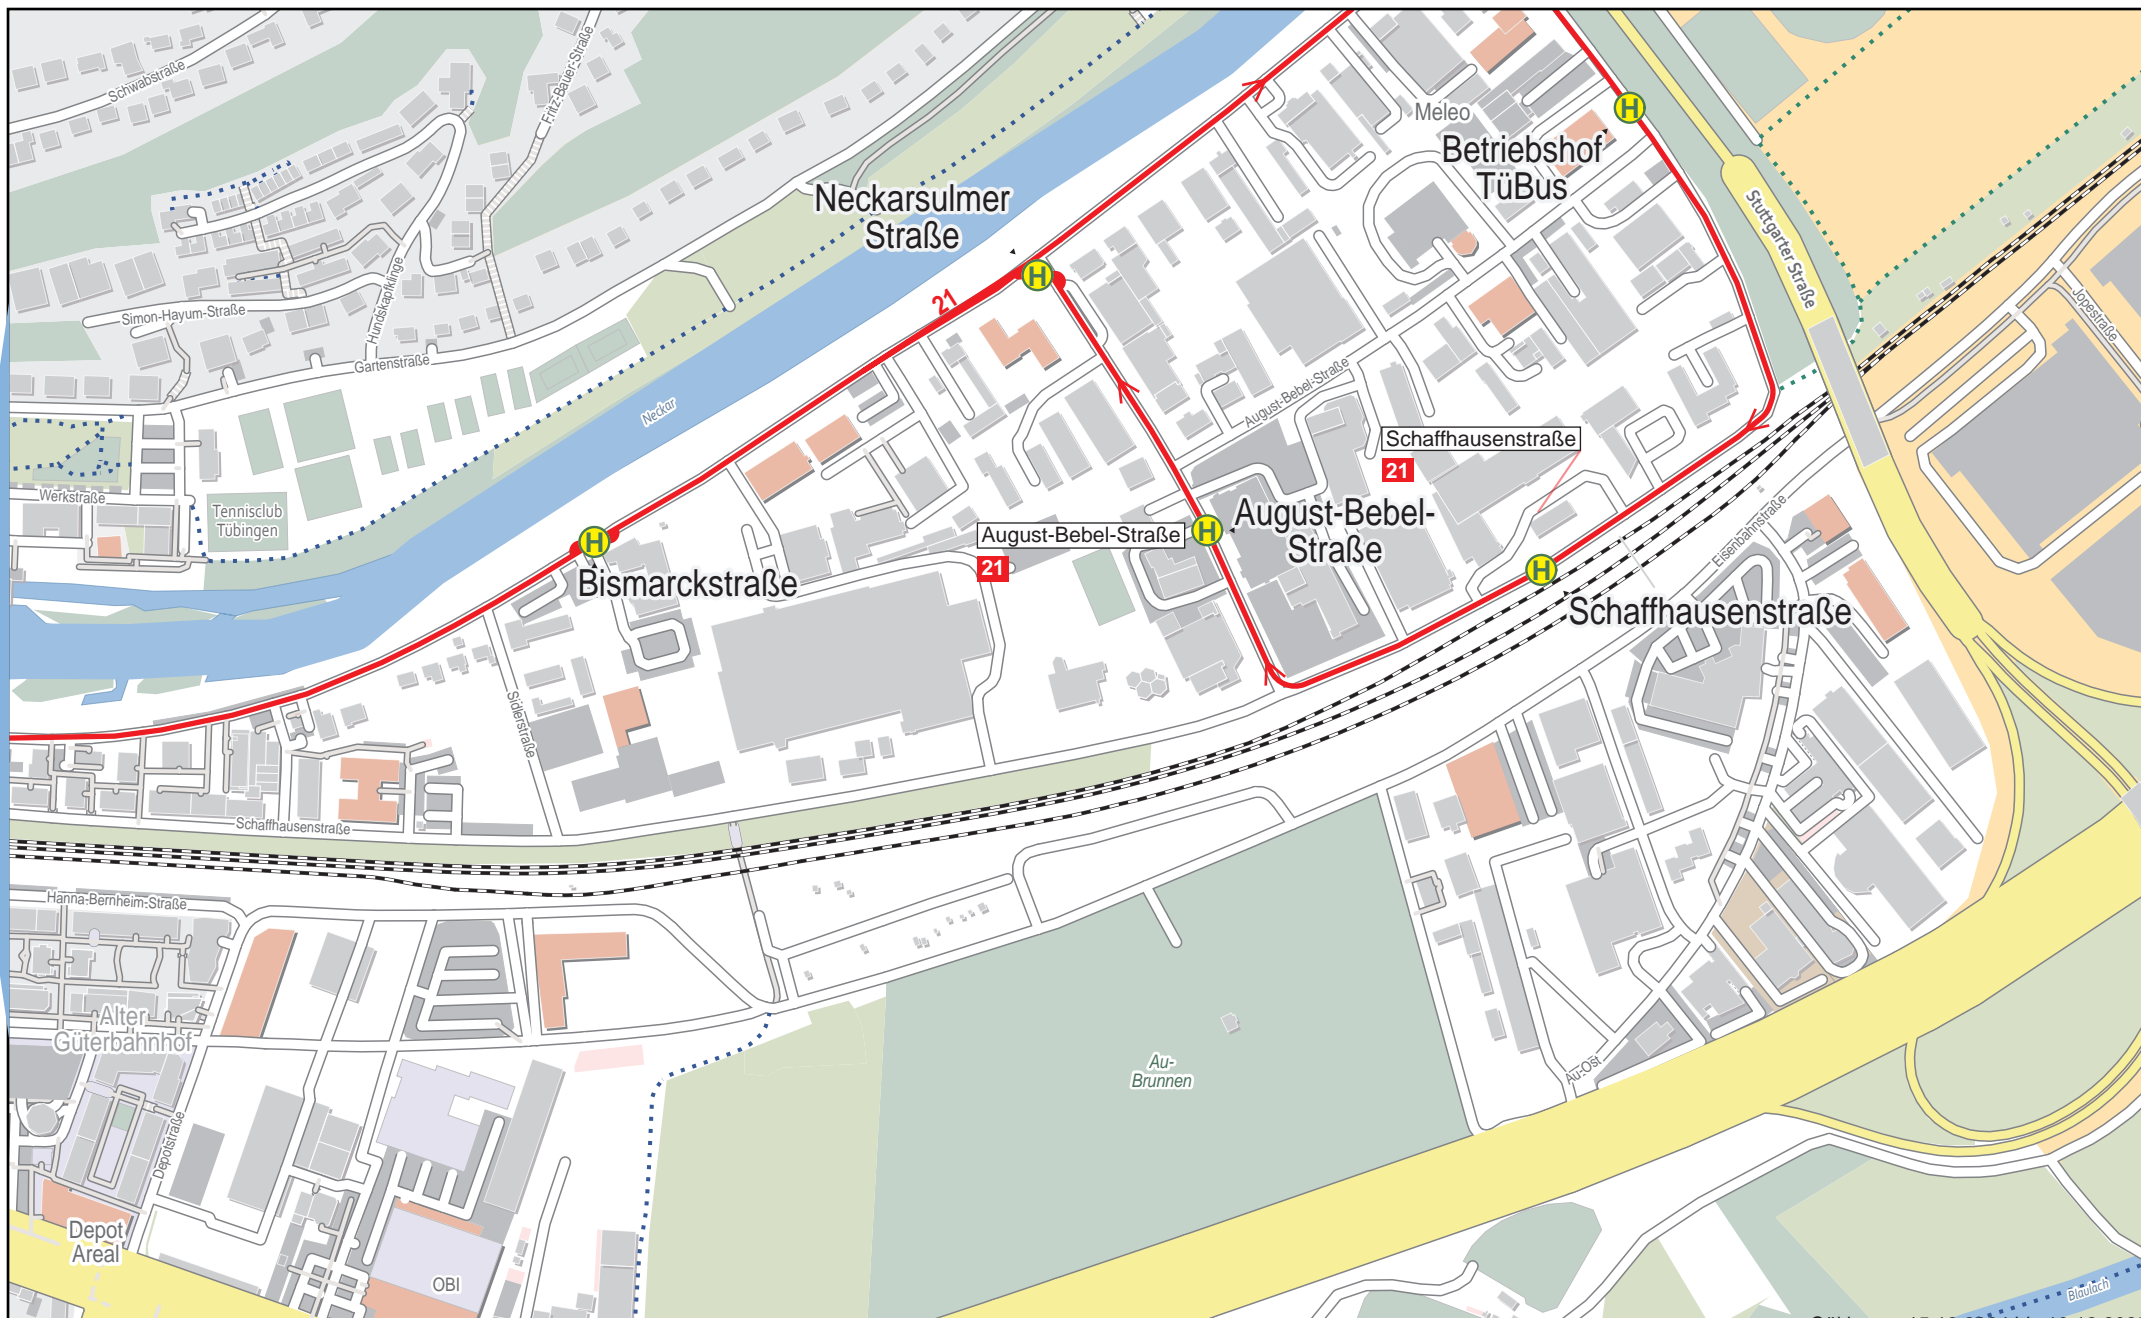 Schwabstraße
Fritz-Bauer-Straße
Meleo
H
Betriebshof
TüBus
Neckarsulmer
Straße
H
Stuttgarter Straße
Jopestraße
21
Simon-Hayum-Straße
Hundskapfklinge
Gartenstraße
Neckar
August-Bebel-Straße
Schaffhausenstraße
21
Werkstraße
Tennisclub
Tübingen
August-Bebel-
Straße
H
August-Bebel-Straße
21
H
Bismarckstraße
H
Schaffhausenstraße
Eisenbahnstraße
Sidlerstraße
Schaffhausenstraße
Hanna-Bernheim-Straße
Alter
Güterbahnhof
Au-
Brunnen
Au-Ost
Depotstraße
Depot
Areal
OBI
Blaulach